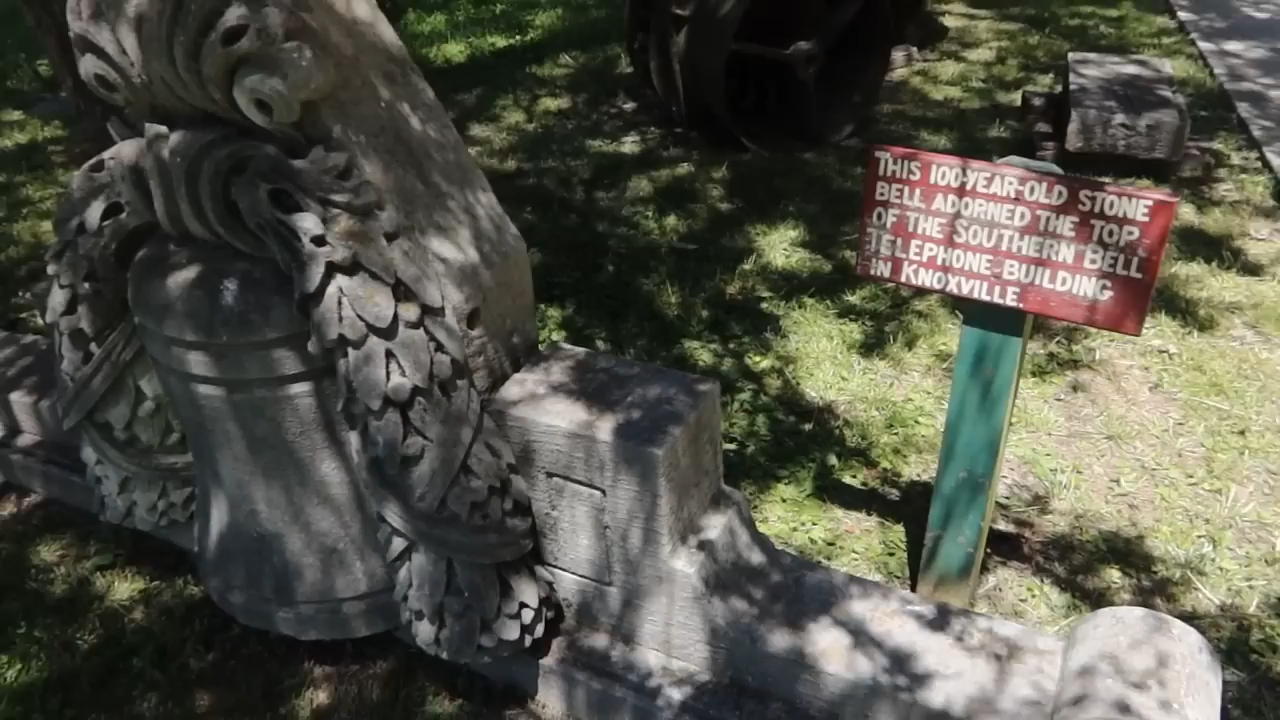 THIS 100-YEAR-OLD STONE
BELL ADORNED THE TOP
OF THE SOUTHERN BELL
TELEPHONE BUILDING
IN KNOXVILLE.